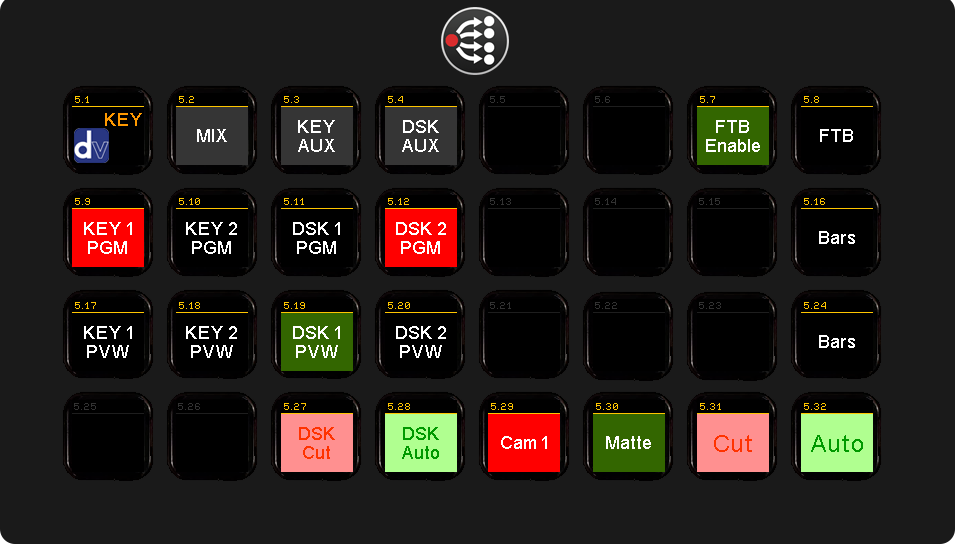 5.1
KEY
dv
5.2
MIX
5.3
KEY
AUX
5.4
DSK
AUX
5.5
5.6
5.7
FTB
Enable
5.8
FTB
5.9
KEY 1
PGM
5.10
KEY 2
PGM
5.11
DSK 1
PGM
5.12
DSK 2
PGM
5.13
5.14
5.15
5.16
Bars
5.17
KEY 1
PVW
5.18
KEY 2
PVW
5.19
DSK 1
PVW
5.20
DSK 2
PVW
5.21
5.22
5.23
5.24
Bars
5.25
5.26
5.27
DSK
Cut
5.28
DSK
Auto
5.29
Cam 1
5.30
Matte
5.31
Cut
5.32
Auto